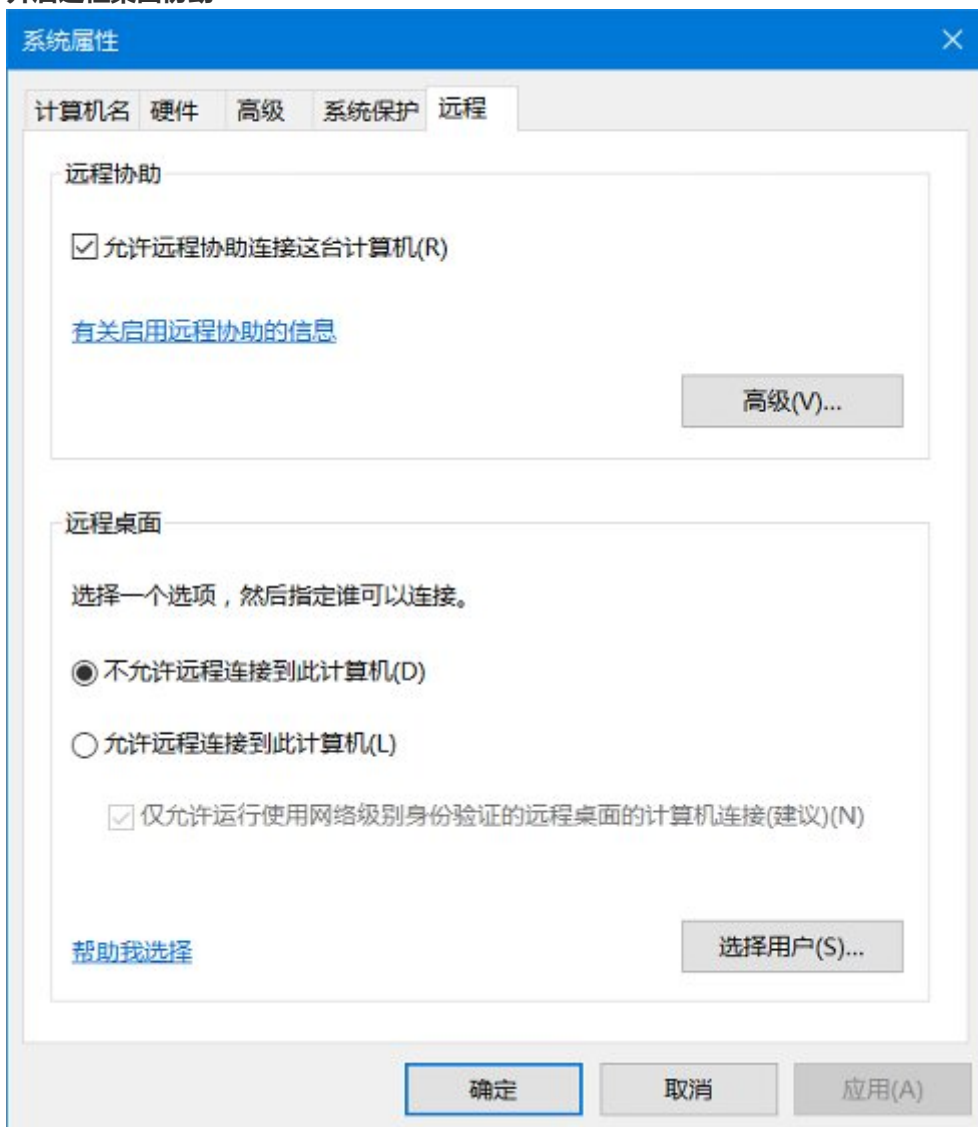 系统属性
计算机名 硬件 高级 系统保护 远程
远程协助
允许远程协助连接这台计算机(R)
有关启用远程协助的信息
高级(V)...
远程桌面
选择一个选项，然后指定谁可以连接。
不允许远程连接到此计算机(D)
允许远程连接到此计算机(L)
仅允许运行使用网络级别身份验证的远程桌面的计算机连接(建议)(N)
帮助我选择
选择用户(S)...
确定 取消 应用(A)